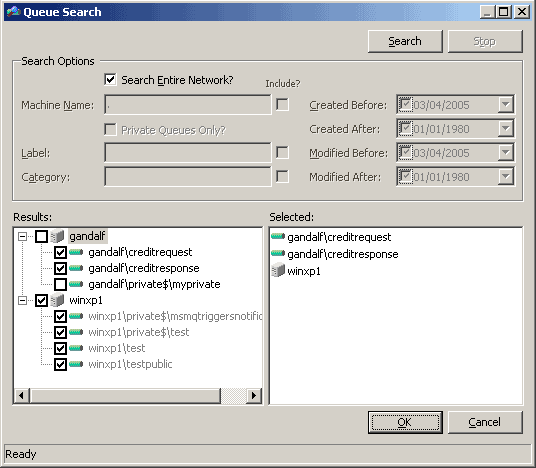 Queue Search
Search
Stop
Search Options
Search Entire Network?
Include?
Machine Name:
.
Created Before:
03/04/2005
Private Queues Only?
Created After:
01/01/1980
Label:
Modified Before:
03/04/2005
Category:
Modified After:
01/01/1980
Results:
gandalf
gandalf\creditrequest
gandalf\creditresponse
gandalf\private$\myprivate
winxp1
winxp1\private$\msmqtriggersnotific
winxp1\private$\test
winxp1\test
winxp1\testpublic
Selected:
gandalf\creditrequest
gandalf\creditresponse
winxp1
OK
Cancel
Ready